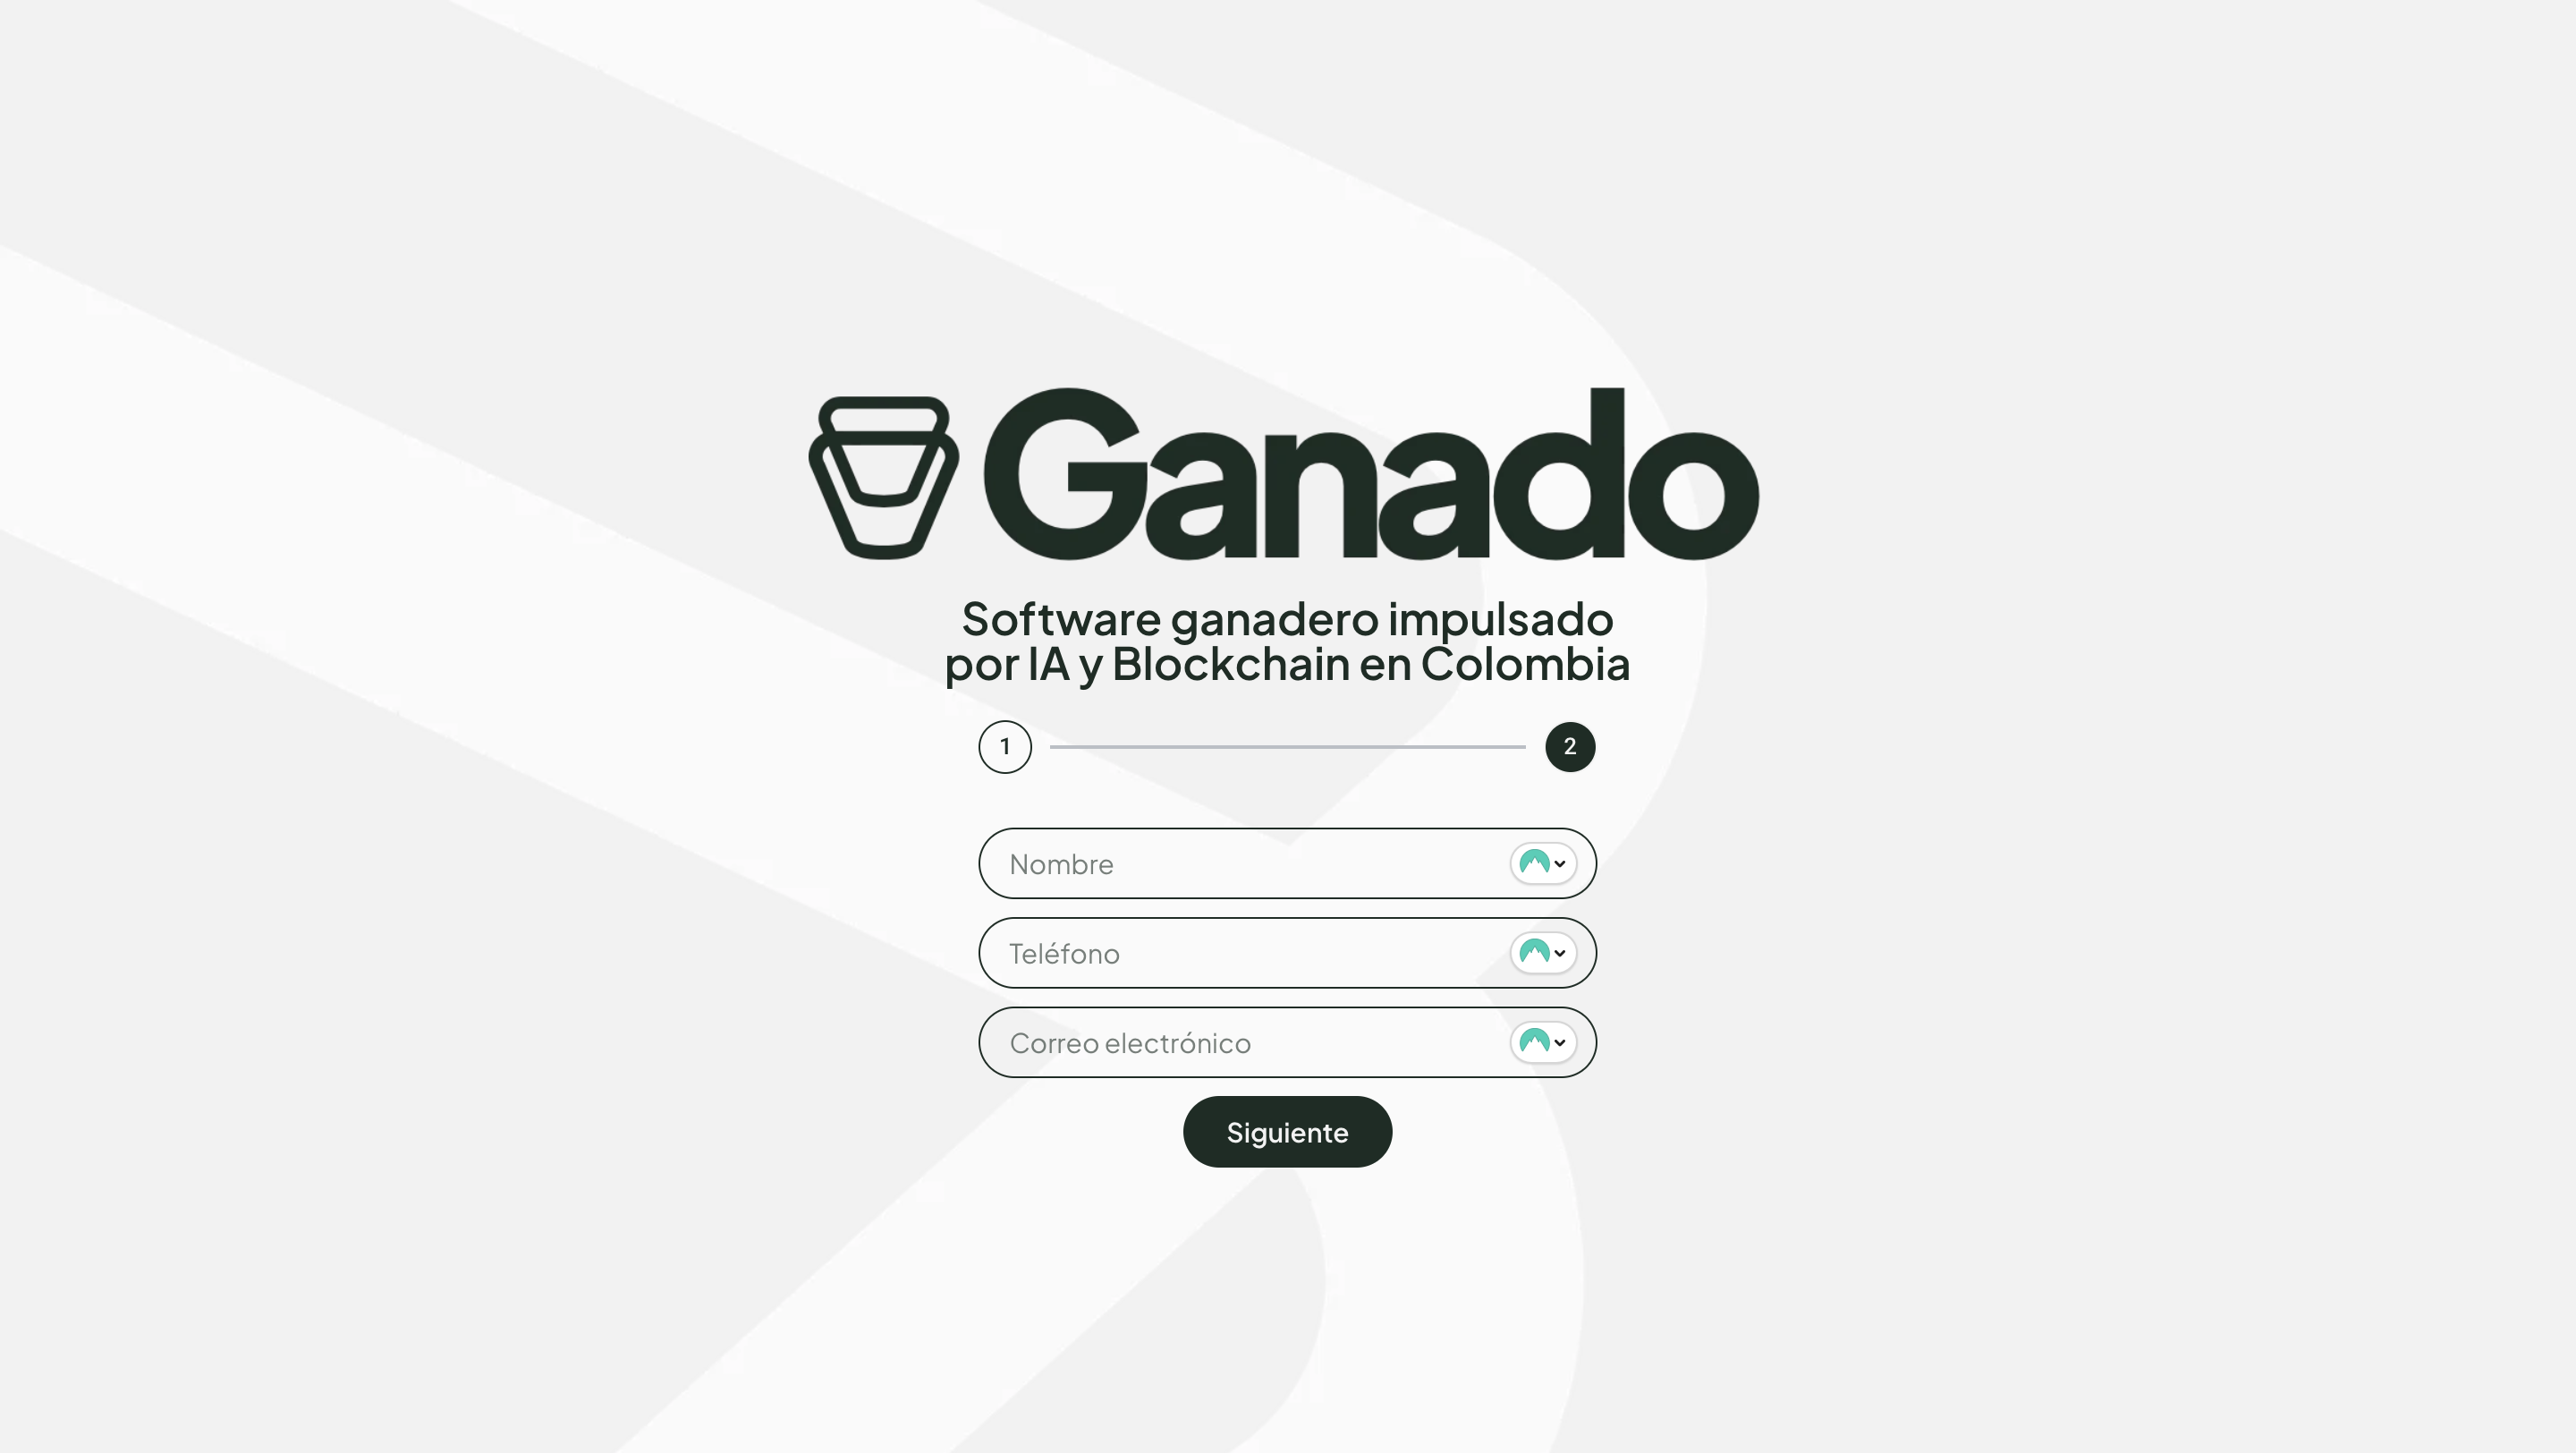 Ganado
Software ganadero impulsado
por IA y Blockchain en Colombia
1
2
Nombre
Teléfono
Correo electrónico
Siguiente